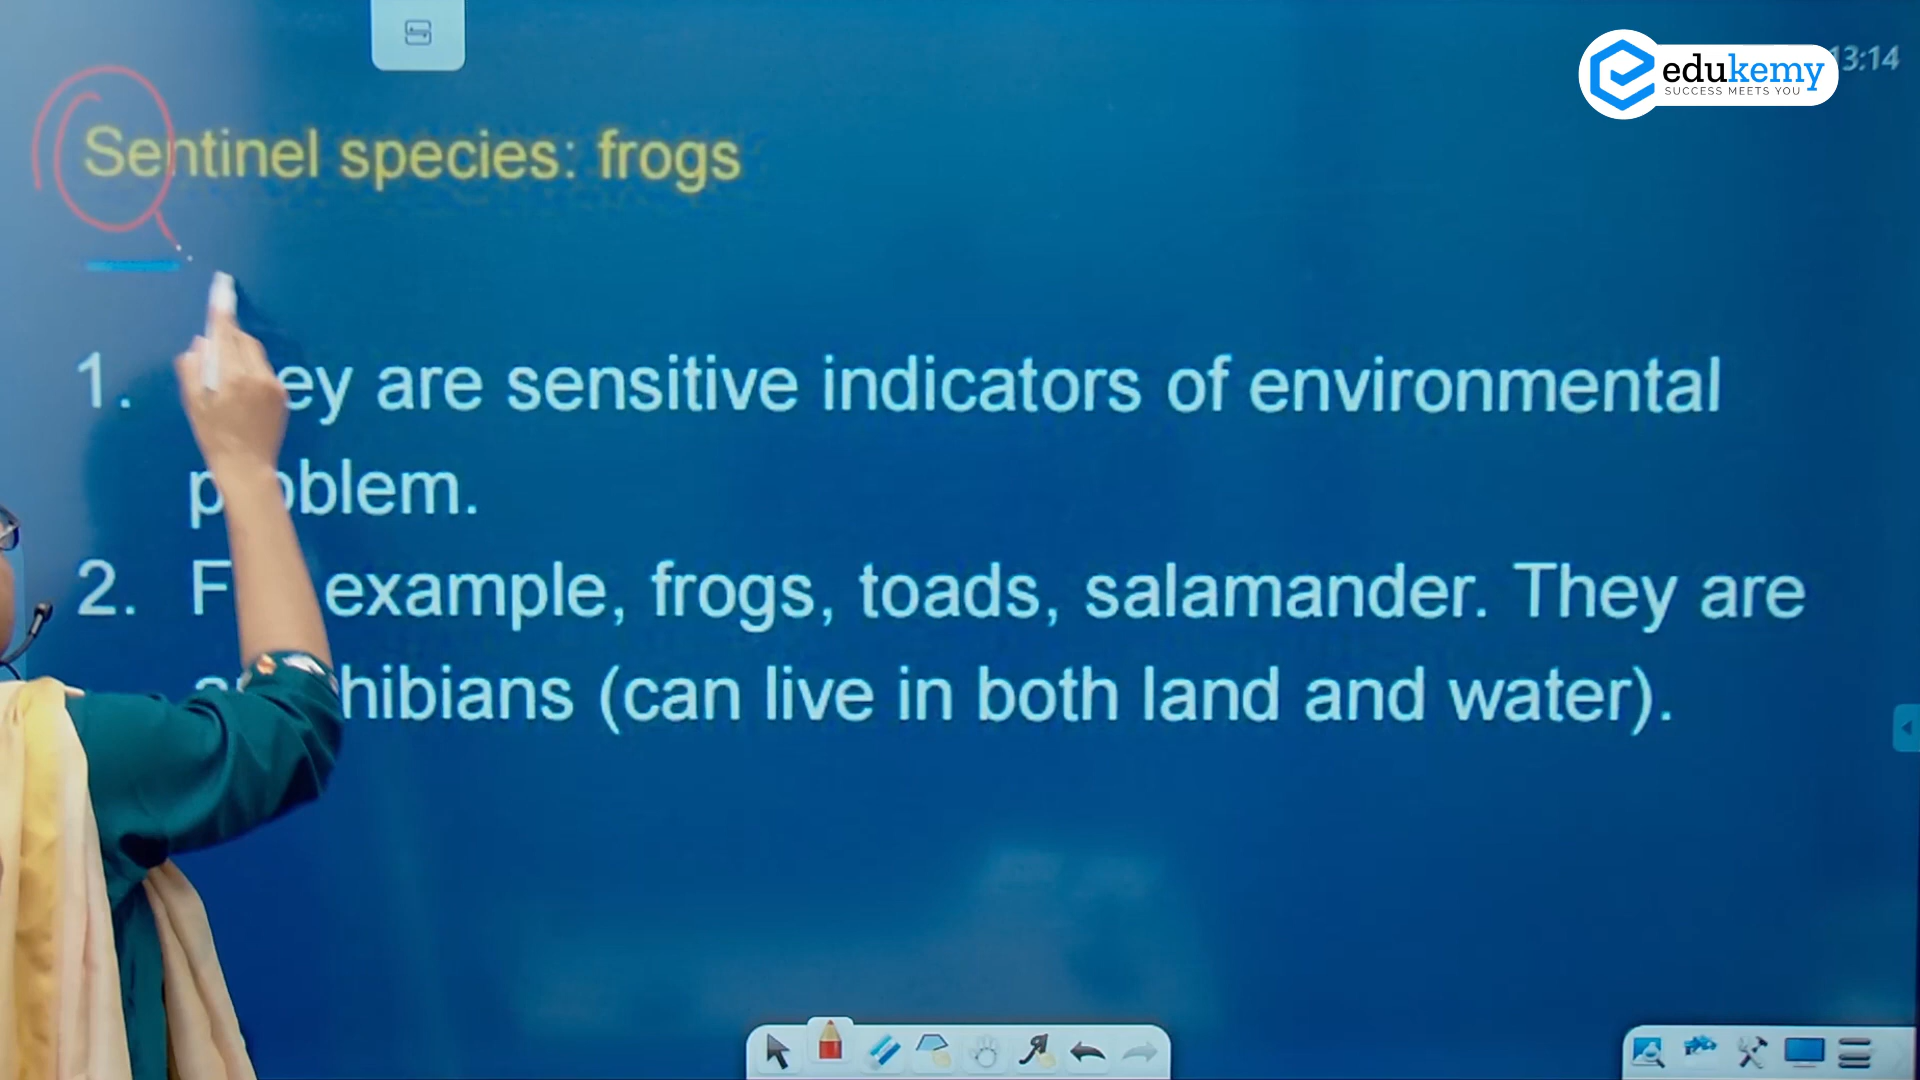 edukemy
SUCCESS MEETS YOU
3:14
Sentinel species: frogs
1. ey are sensitive indicators of environmental
problem.
2. F example, frogs, toads, salamander. They are
hibians (can live in both land and water).